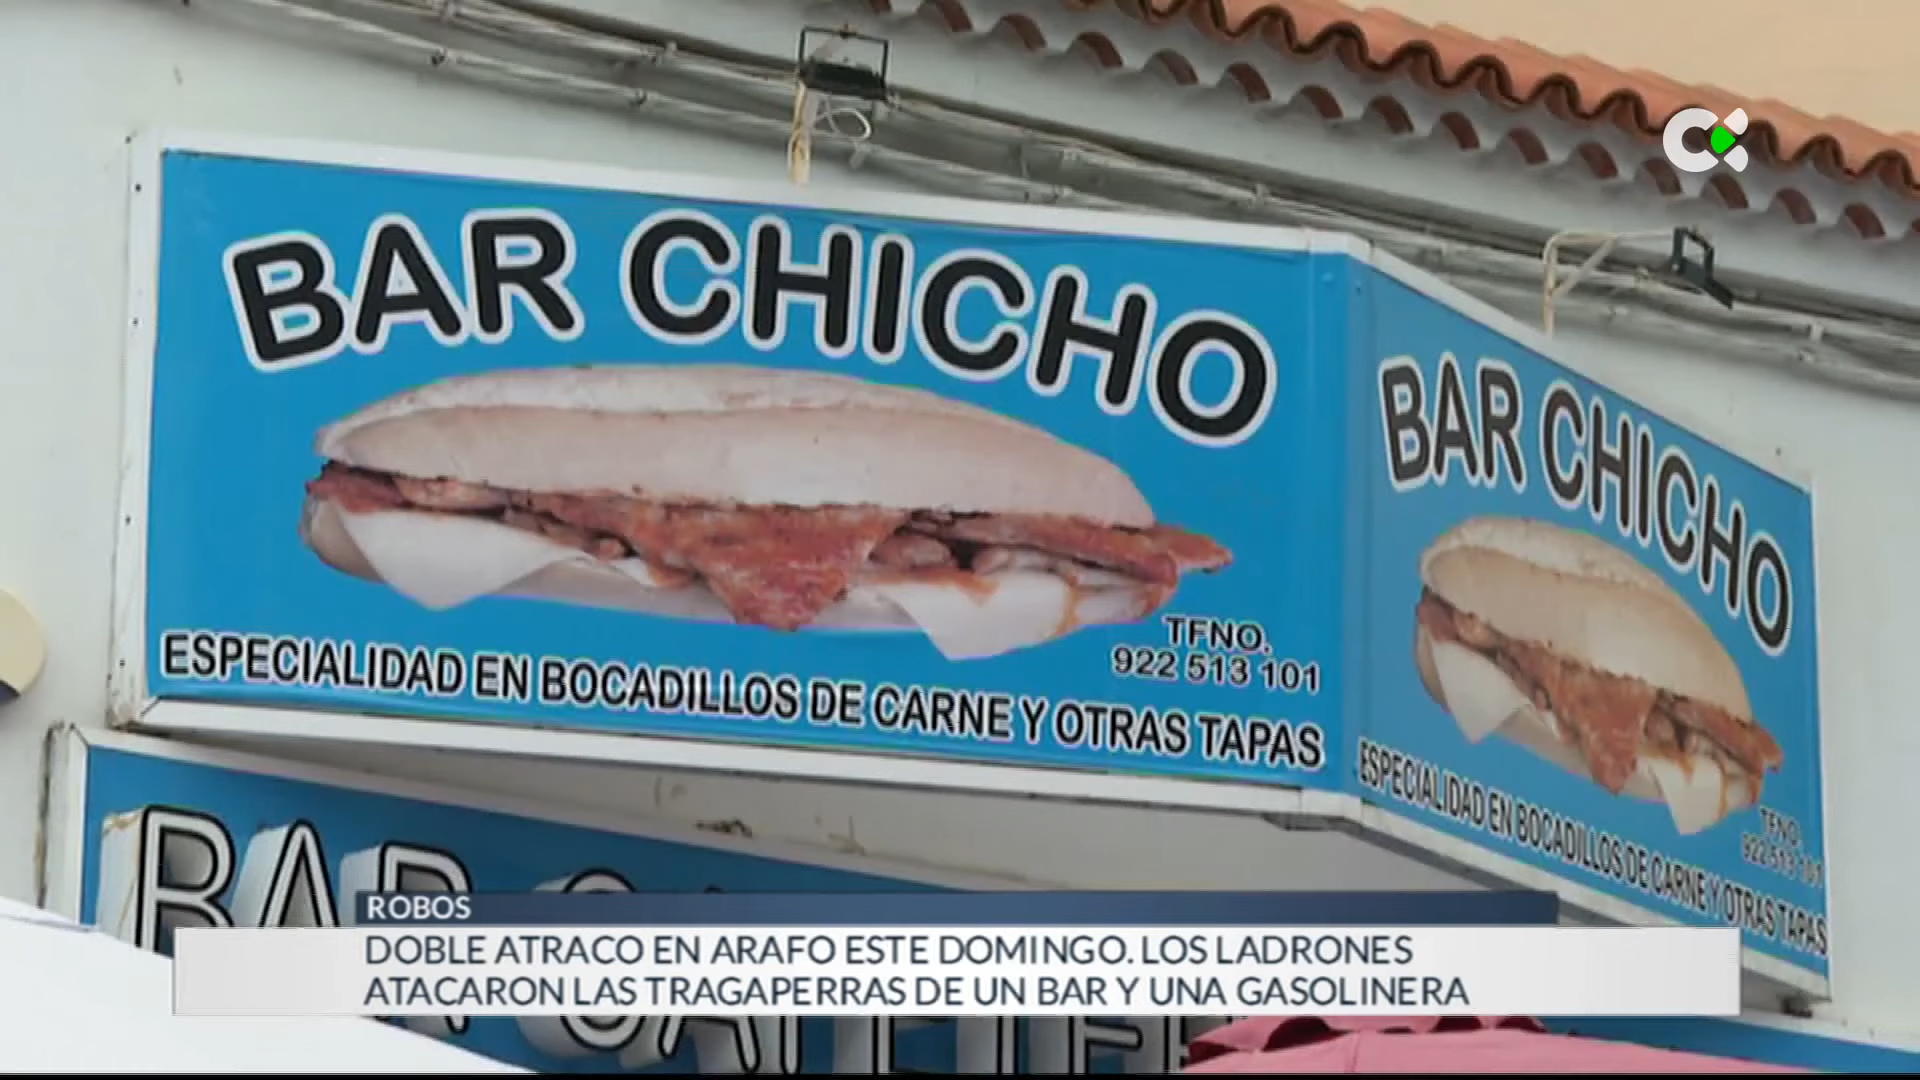 BAR CHICHO
TFNO.
922 513 101
ESPECIALIDAD EN BOCADILLOS DE CARNE Y OTRAS TAPAS
BAR CHICHO
TFNO.
922 513 101
ESPECIALIDAD EN BOCADILLOS DE CARNE Y OTRAS TAPAS
BAR
ROBOS
DOBLE ATRACO EN ARAFO ESTE DOMINGO. LOS LADRONES
ATACARON LAS TRAGAPERRAS DE UN BAR Y UNA GASOLINERA